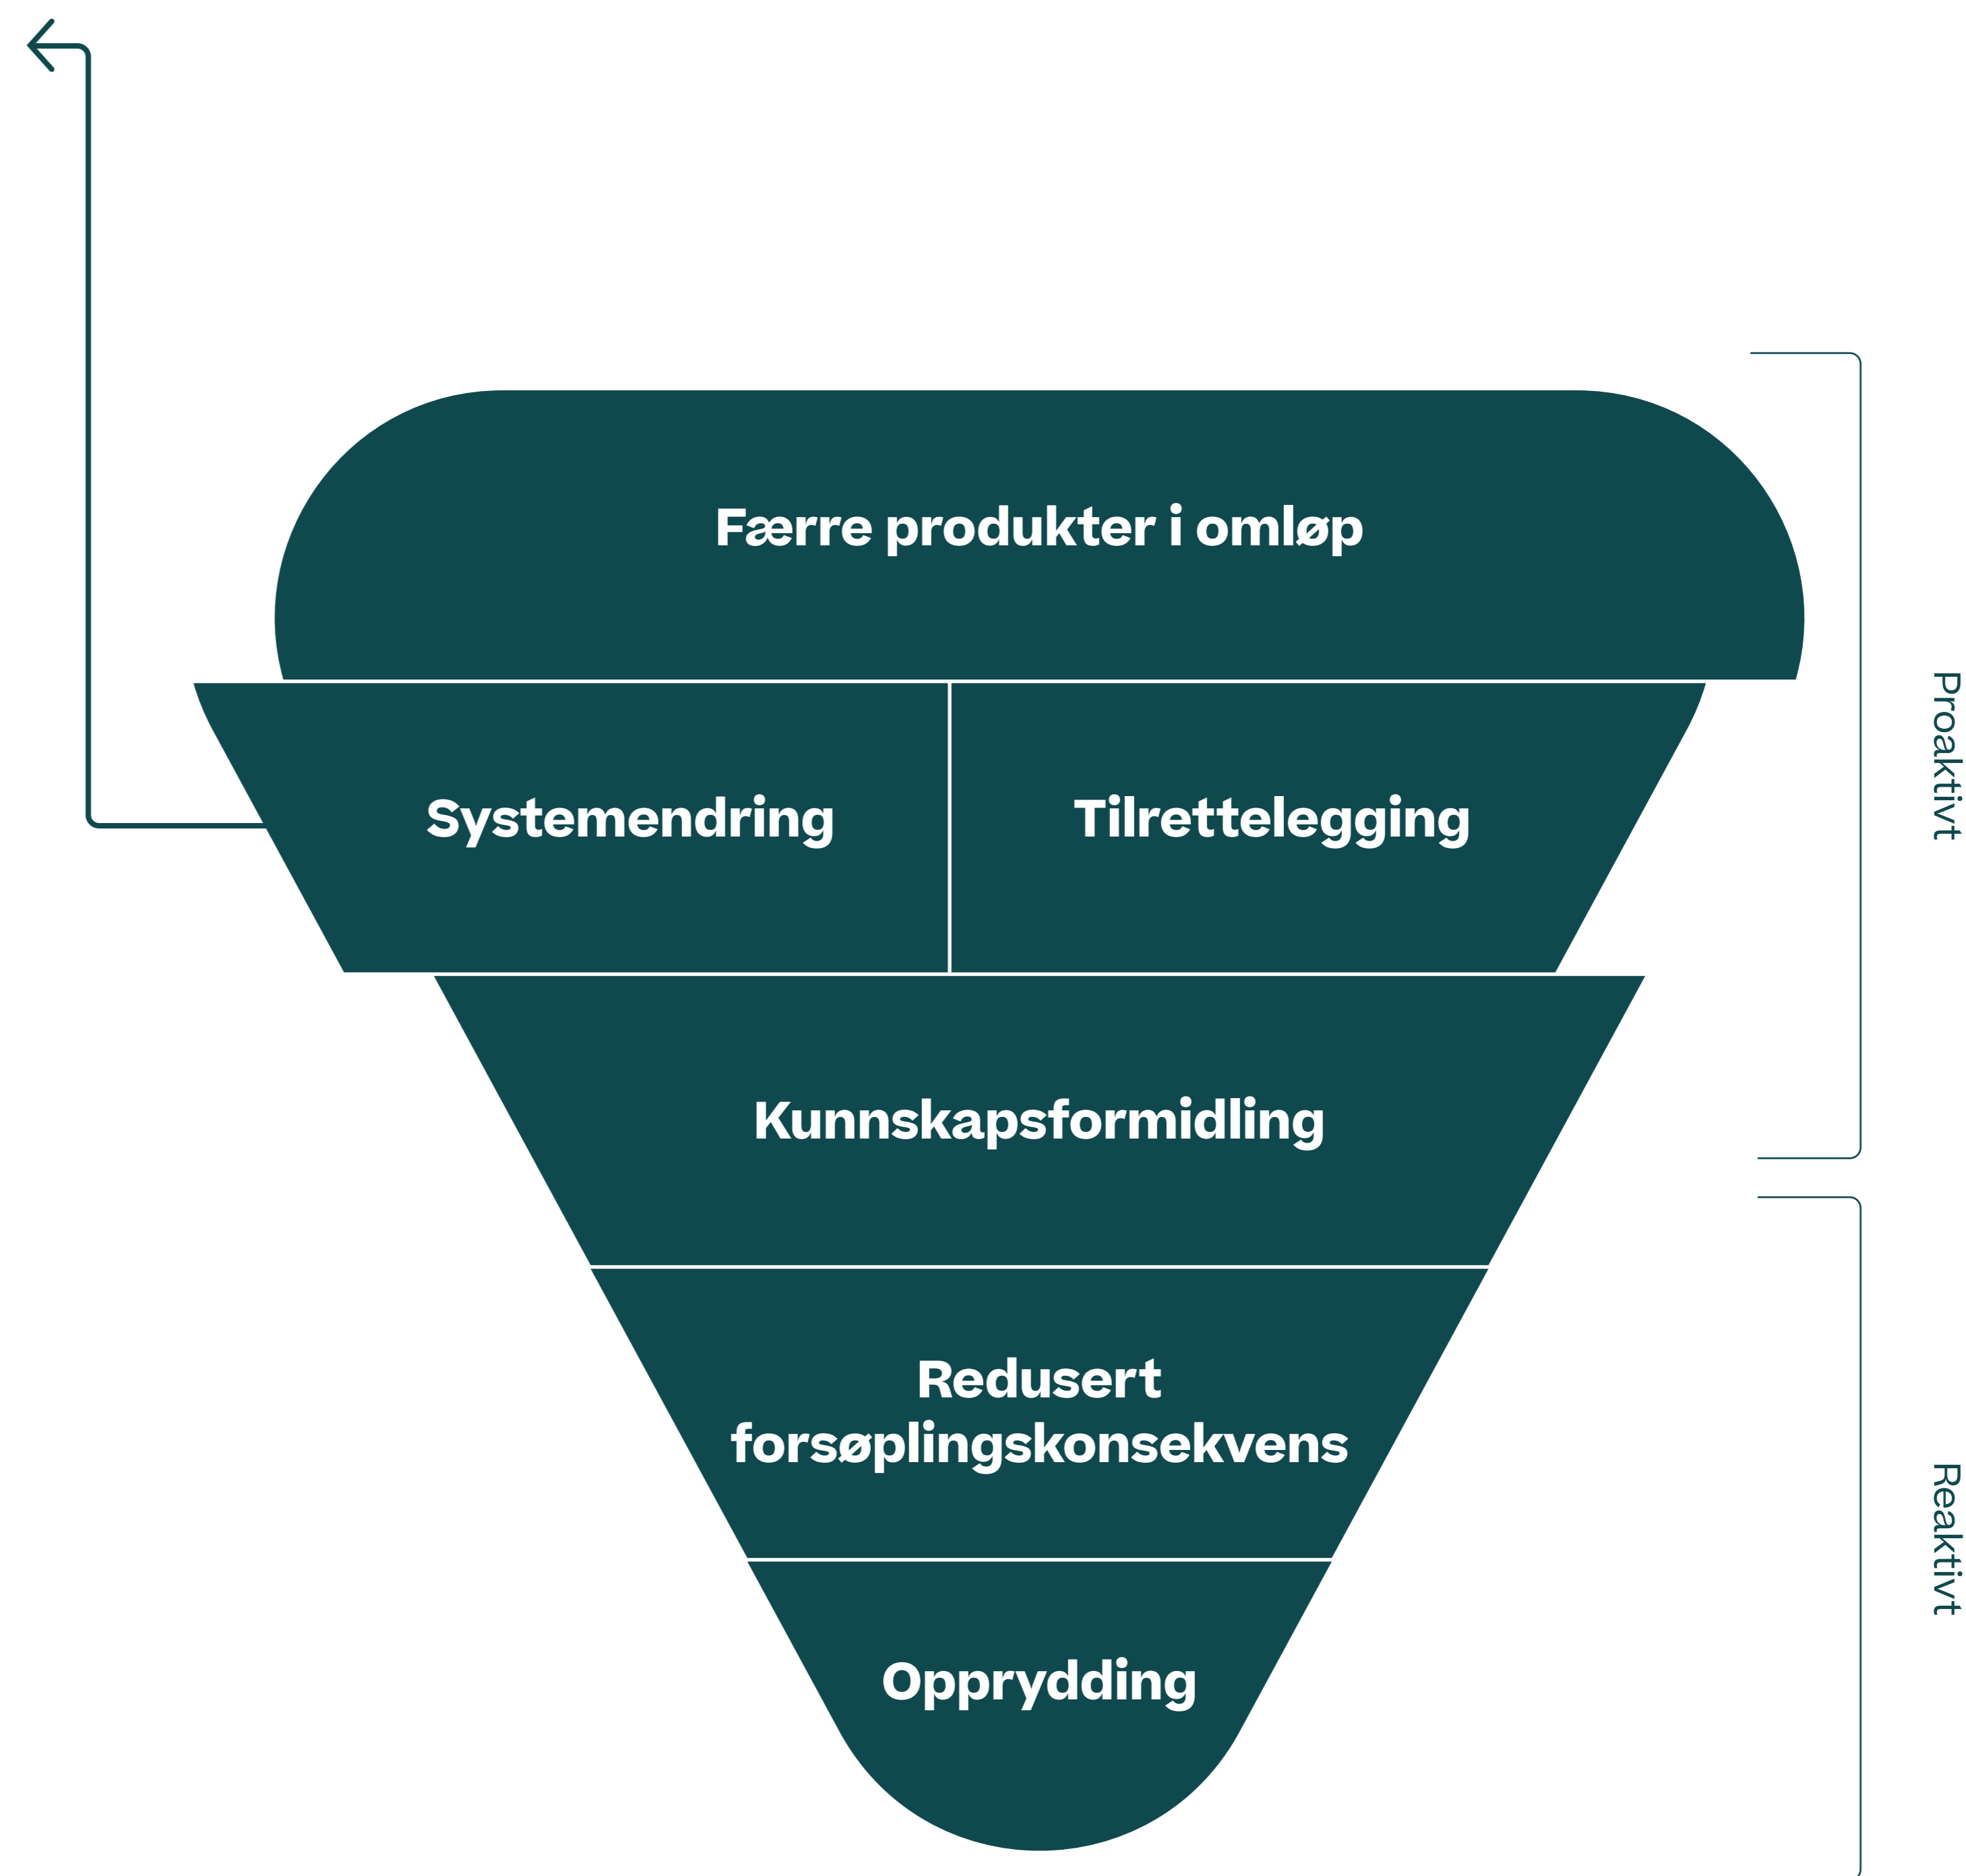 Færre produkter i omløp
Systemendring
Tilrettelegging
Kunnskapsformidling
Redusert
forsøplingskonsekvens
Opprydding
Proaktivt
Reaktivt